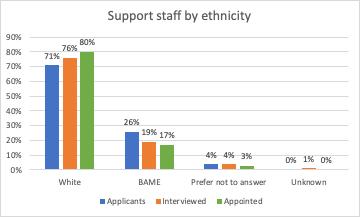 Support staff by ethnicity
90%
80%
70%
60%
50%
40%
30%
20%
10%
0%
71% 76% 80%
26% 19% 17%
4% 4% 3%
0% 1% 0%
White BAME Prefer not to answer Unknown
Applicants Interviewed Appointed